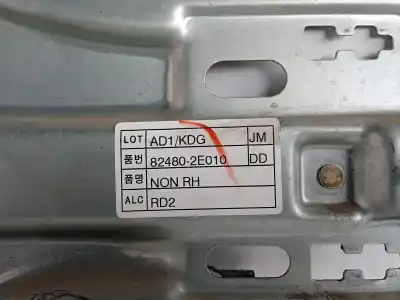 LOT AD1/KDG JM
품번 82480-2E010 DD
품명 NON RH
ALC RD2